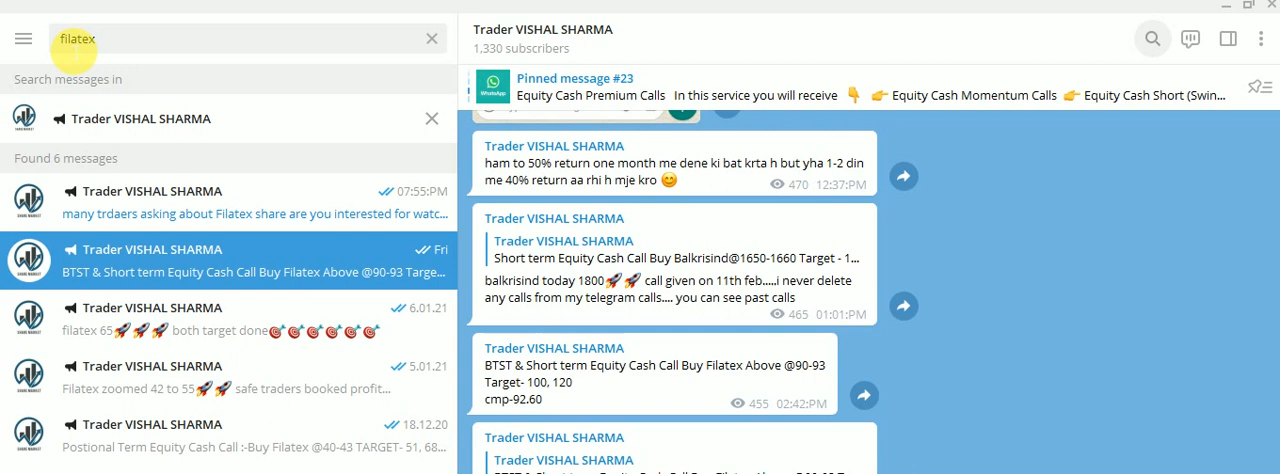 filatex
Search messages in
Trader VISHAL SHARMA
Found 6 messages
Trader VISHAL SHARMA 07:55:PM
many trdaers asking about Filatex share are you interested for watc...
Trader VISHAL SHARMA Fri
BTST & Short term Equity Cash Call Buy Filatex Above @90-93 Targe...
Trader VISHAL SHARMA 6.01.21
filatex 65🚀🚀🚀 both target done🎯🎯🎯🎯🎯🎯
Trader VISHAL SHARMA 5.01.21
Filatex zoomed 42 to 55🚀🚀 safe traders booked profit...
Trader VISHAL SHARMA 18.12.20
Postional Term Equity Cash Call :-Buy Filatex @40-43 TARGET- 51, 68...
Trader VISHAL SHARMA
1,330 subscribers
WhatsApp
Pinned message #23
Equity Cash Premium Calls In this service you will receive 👇 👉 Equity Cash Momentum Calls 👉 Equity Cash Short (Swin...
Trader VISHAL SHARMA
ham to 50% return one month me dene ki bat krta h but yha 1-2 din
me 40% return aa rhi h mje kro 😊
470 12:37:PM
Trader VISHAL SHARMA
Trader VISHAL SHARMA
Short term Equity Cash Call Buy Balkrisind@1650-1660 Target - 1...
balkrisind today 1800🚀🚀 call given on 11th feb.....i never delete
any calls from my telegram calls.... you can see past calls
465 01:01:PM
Trader VISHAL SHARMA
BTST & Short term Equity Cash Call Buy Filatex Above @90-93
Target- 100, 120
cmp-92.60
455 02:42:PM
Trader VISHAL SHARMA
Trader VISHAL SHARMA